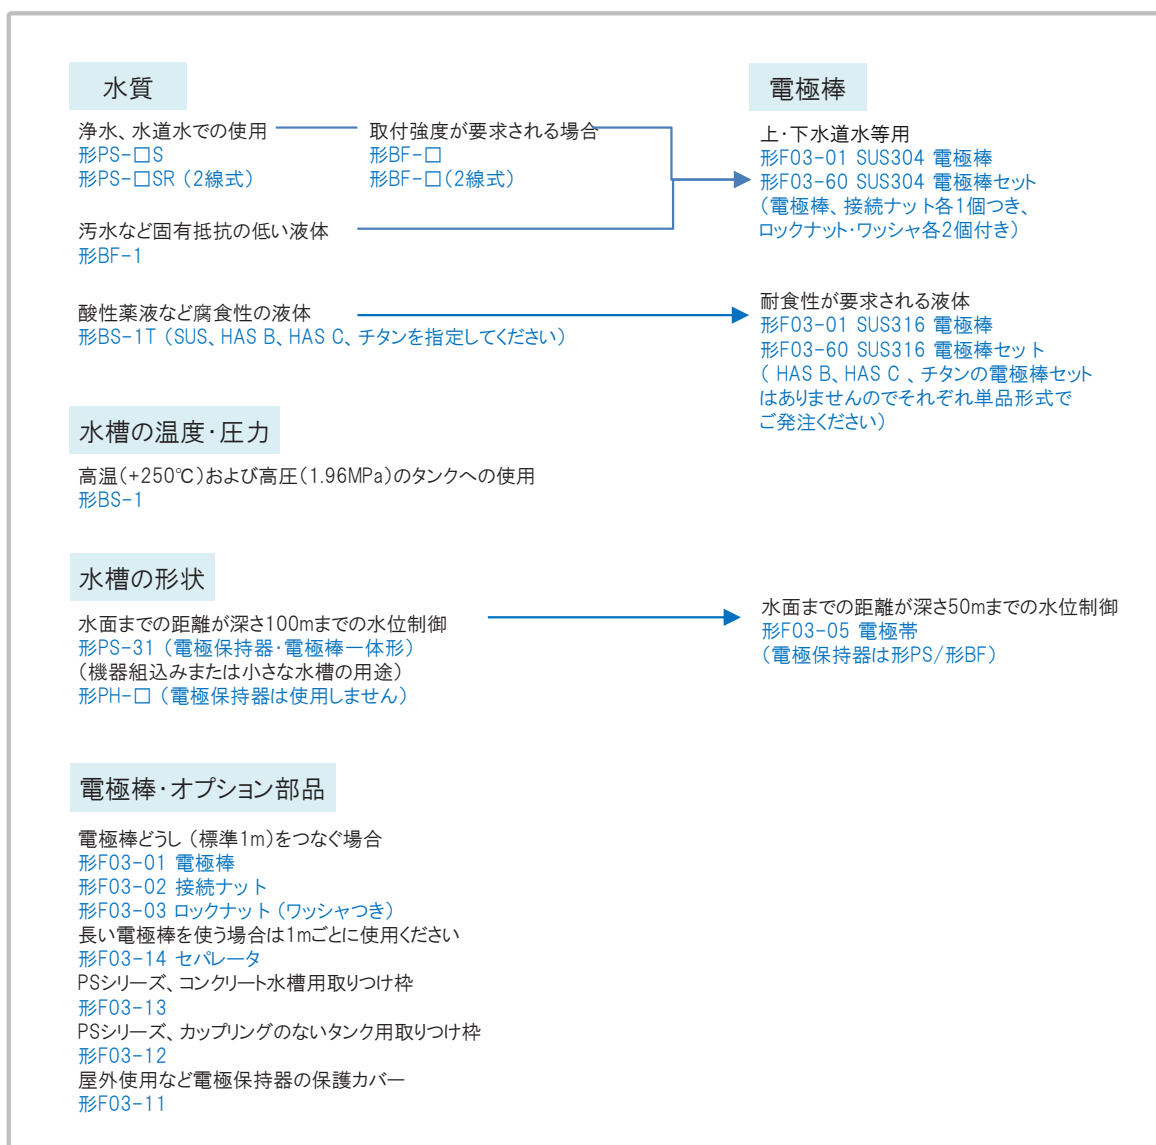 水質
浄水、水道水での使用
形PS-□S
形PS-□SR（2線式）
取付強度が要求される場合
形BF-□
形BF-□（2線式）
汚水など固有抵抗の低い液体
形BF-1
酸性薬液など腐食性の液体
形BS-1T（SUS、HAS B、HAS C、チタンを指定してください）
電極棒
上・下水道水等用
形F03-01 SUS304 電極棒
形F03-60 SUS304 電極棒セット
（電極棒、接続ナット各1個つき、
ロックナット・ワッシャ各2個付き）
耐食性が要求される液体
形F03-01 SUS316 電極棒
形F03-60 SUS316 電極棒セット
（ HAS B、HAS C 、チタンの電極棒セット
はありませんのでそれぞれ単品形式で
ご発注ください）
水槽の温度・圧力
高温(+250℃)および高圧(1.96MPa)のタンクへの使用
形BS-1
水槽の形状
水面までの距離が深さ100mまでの水位制御
形PS-31（電極保持器・電極棒一体形）
（機器組込みまたは小さな水槽の用途）
形PH-□（電極保持器は使用しません）
水面までの距離が深さ50mまでの水位制御
形F03-05 電極帯
（電極保持器は形PS/形BF）
電極棒・オプション部品
電極棒どうし（標準1m）をつなぐ場合
形F03-01 電極棒
形F03-02 接続ナット
形F03-03 ロックナット（ワッシャつき）
長い電極棒を使う場合は1mごとに使用ください
形F03-14 セパレータ
PSシリーズ、コンクリート水槽用取りつけ枠
形F03-13
PSシリーズ、カップリングのないタンク用取りつけ枠
形F03-12
屋外使用など電極保持器の保護カバー
形F03-11